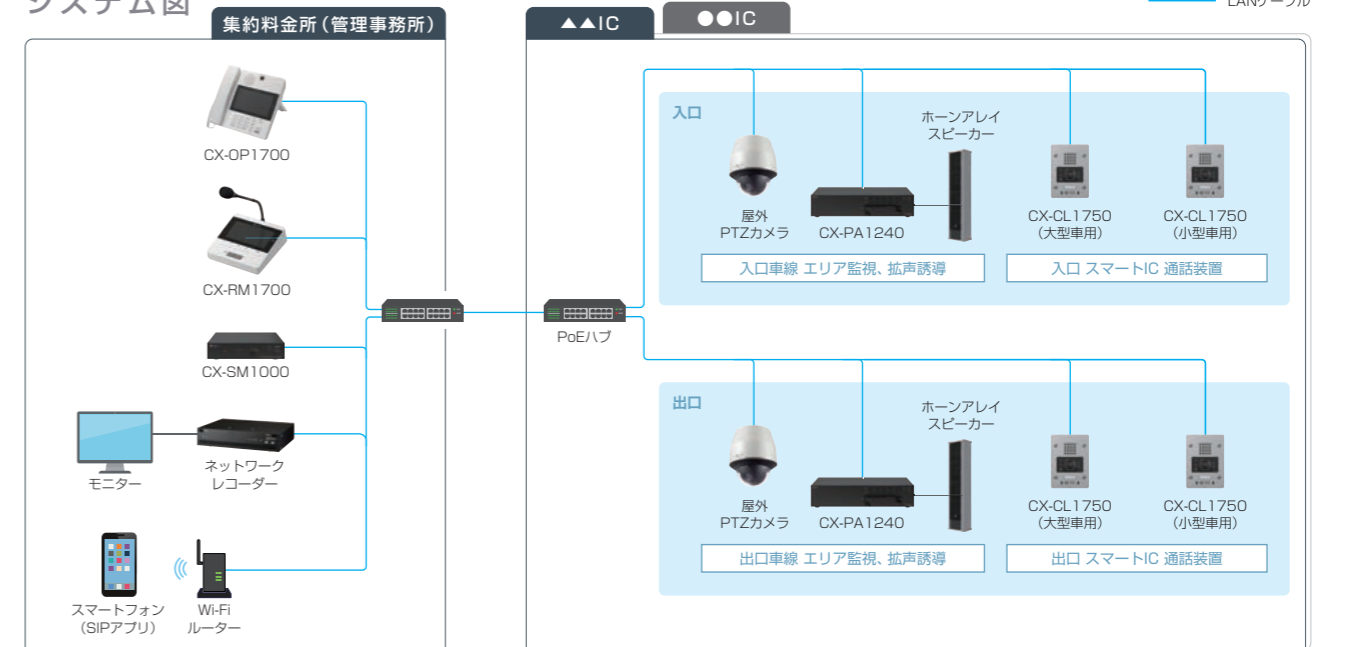 システム図
集約料金所(管理事務所)
▲▲IC
●●IC
LANケーブル
CX-OP1700
CX-RM1700
CX-SM1000
モニター
ネットワーク
レコーダー
スマートフォン
(SIPアプリ)
Wi-Fi
ルーター
PoEハブ
入口
屋外
PTZカメラ
CX-PA1240
ホーンアレイ
スピーカー
CX-CL1750
(大型車用)
CX-CL1750
(小型車用)
入口車線 エリア監視、拡声誘導
入口 スマートIC 通話装置
出口
屋外
PTZカメラ
CX-PA1240
ホーンアレイ
スピーカー
CX-CL1750
(大型車用)
CX-CL1750
(小型車用)
出口車線 エリア監視、拡声誘導
出口 スマートIC 通話装置